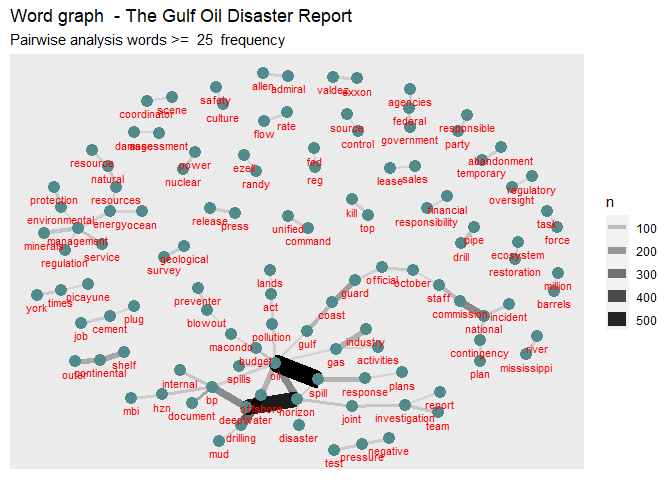 Word graph - The Gulf Oil Disaster Report
Pairwise analysis words >= 25 frequency
allen
admiral
valdez
exxon
safety
culture
agencies
federal
government
coordinator
scene
flow
rate
source
control
responsible
party
damages
assessment
resource
natural
resources
power
nuclear
ezell
randy
fed
reg
lease
sales
abandonment
temporary
regulatory
oversight
protection
environmental
energy
ocean
minerals
management
regulation
service
release
press
unified
command
kill
top
financial
responsibility
task
force
pipe
drill
ecosystem
restoration
geological
survey
million
barrels
york
times
picayune
job
cement
plug
preventer
blowout
macondo
lands
act
pollution
budget
oil
gulf
coast
guard
official
october
staff
commission
national
incident
contingency
plan
river
mississippi
outer
continental
shelf
internal
spills
gas
industry
activities
mbi
hzn
document
bp
offshore
deepwater
horizon
spill
response
plans
drilling
mud
disaster
joint
investigation
report
team
test
pressure
negative
n
100
200
300
400
500